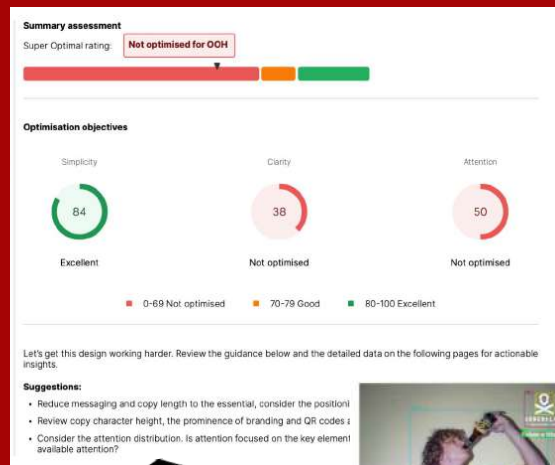 Summary assessment
Super Optimal rating: Not optimised for OOH
Optimisation objectives
Simplicity Clarity Attention
84 38 50
Excellent Not optimised Not optimised
0-69 Not optimised 70-79 Good 80-100 Excellent
Let's get this design working harder. Review the guidance below and the detailed data on the following pages for actionable
insights.
Suggestions:
• Reduce messaging and copy length to the essential, consider the positioni
• Review copy character height, the prominence of branding and QR codes a
• Consider the attention distribution. Is attention focused on the key element
available attention?